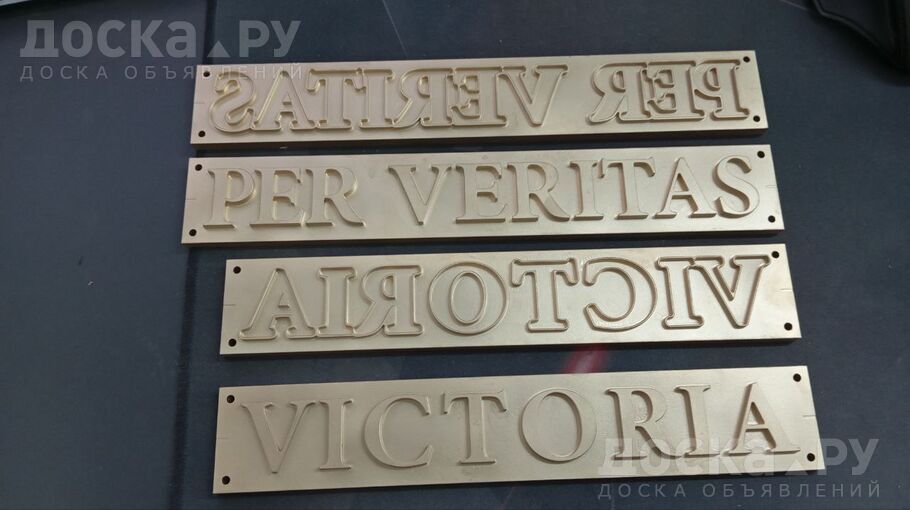 доска.ру
ДОСКА ОБЪЯВЛЕНИЙ
PER VERITAS
PER VERITAS
VICTORIA
VICTORIA
доска.ру
ДОСКА ОБЪЯВЛЕНИЙ